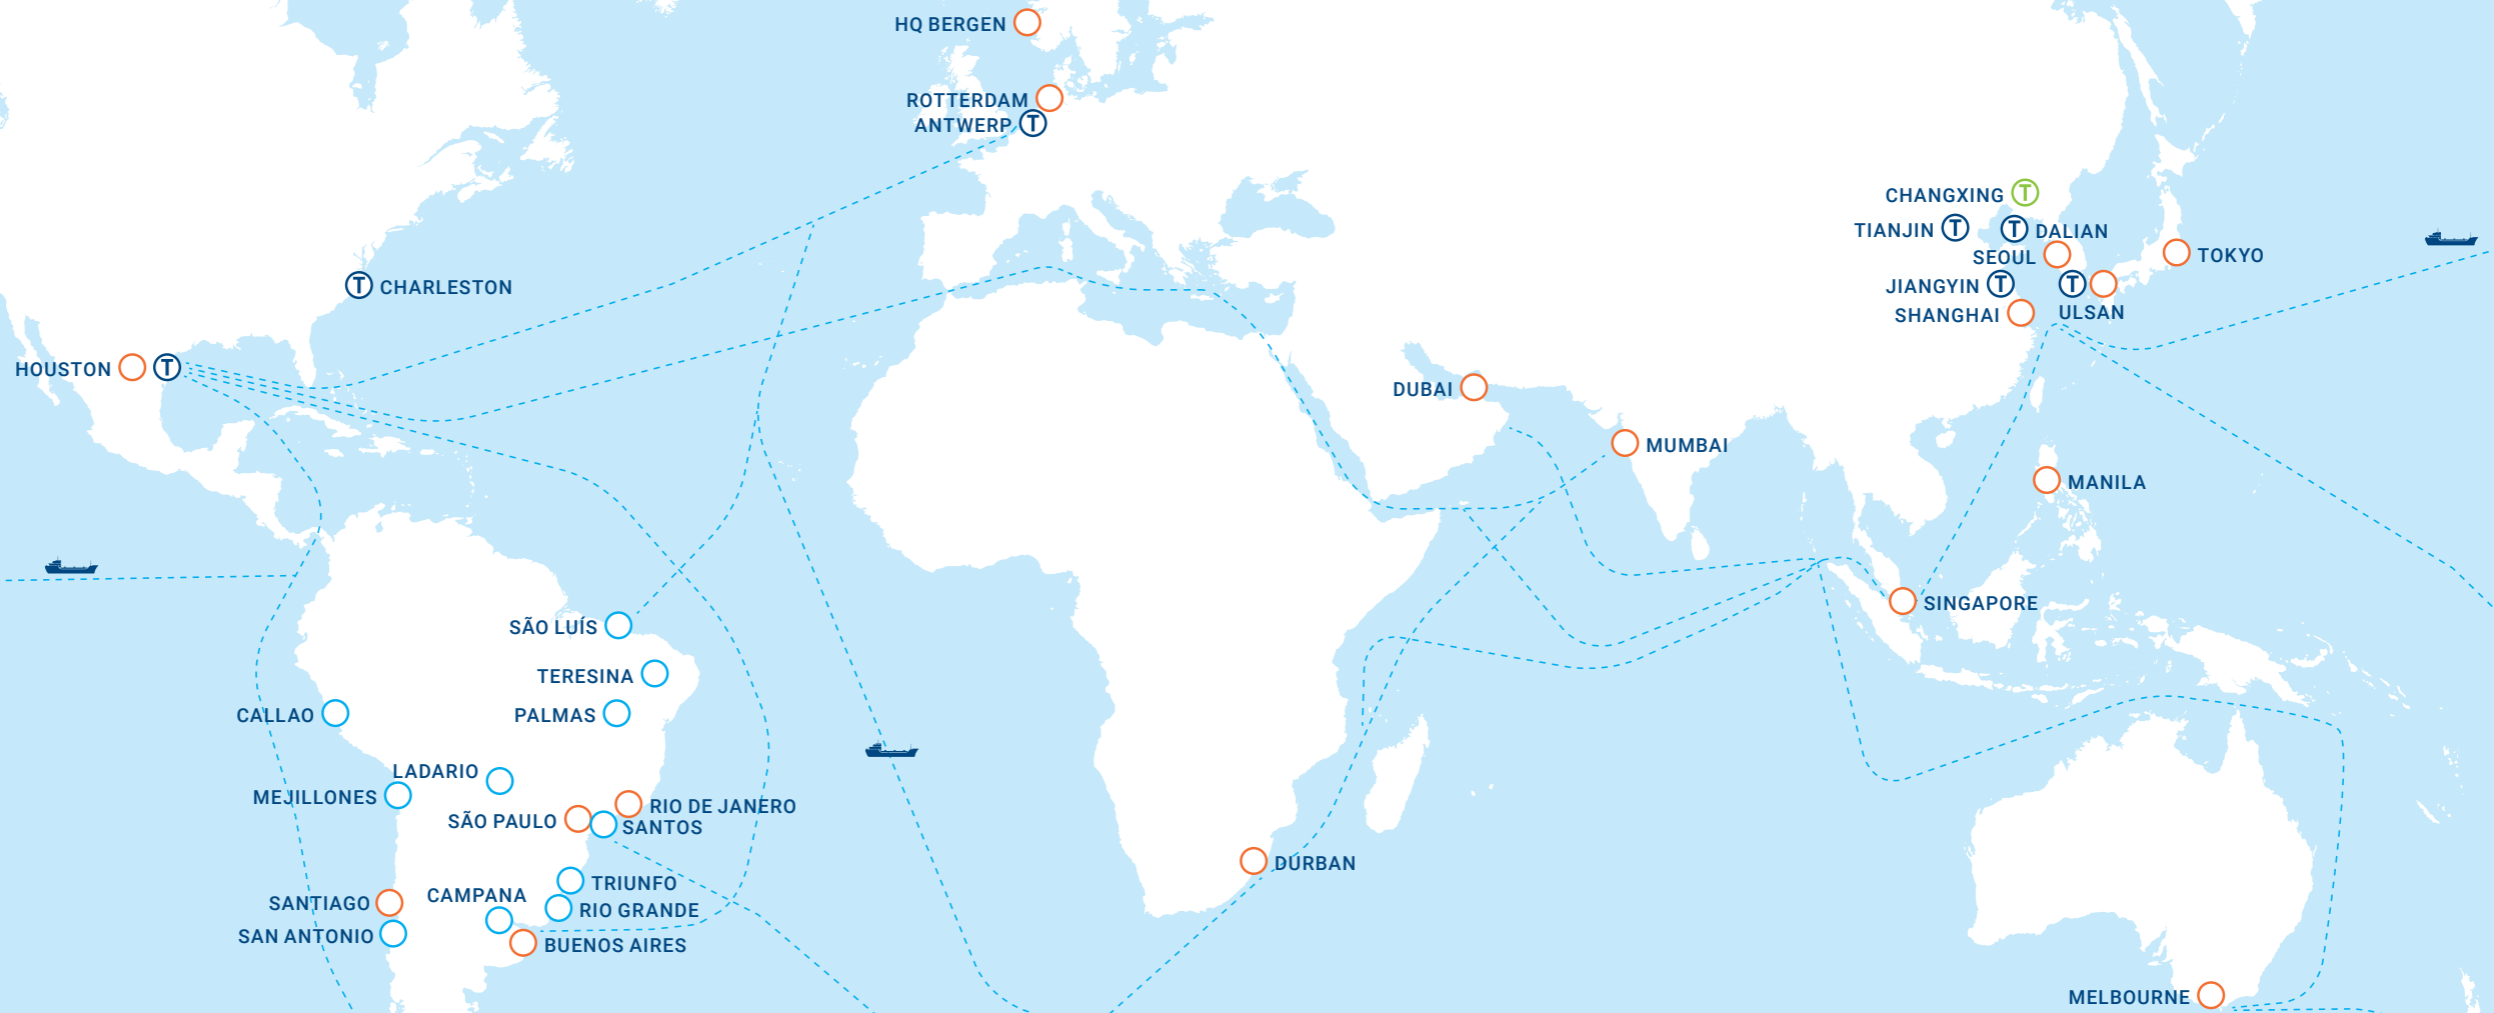 HQ BERGEN
ROTTERDAM
ANTWERP T
CHANGXING T
TIANJIN T
T DALIAN
SEOUL
TOKYO
T CHARLESTON
JIANGYIN T
T
ULSAN
SHANGHAI
HOUSTON T
DUBAI
MUMBAI
MANILA
SINGAPORE
SÃO LUÍS
TERESINA
CALLAO
PALMAS
LADARIO
MEJILLONES
RIO DE JANERO
SÃO PAULO
SANTOS
DURBAN
TRIUNFO
CAMPANA
SANTIAGO
RIO GRANDE
SAN ANTONIO
BUENOS AIRES
MELBOURNE